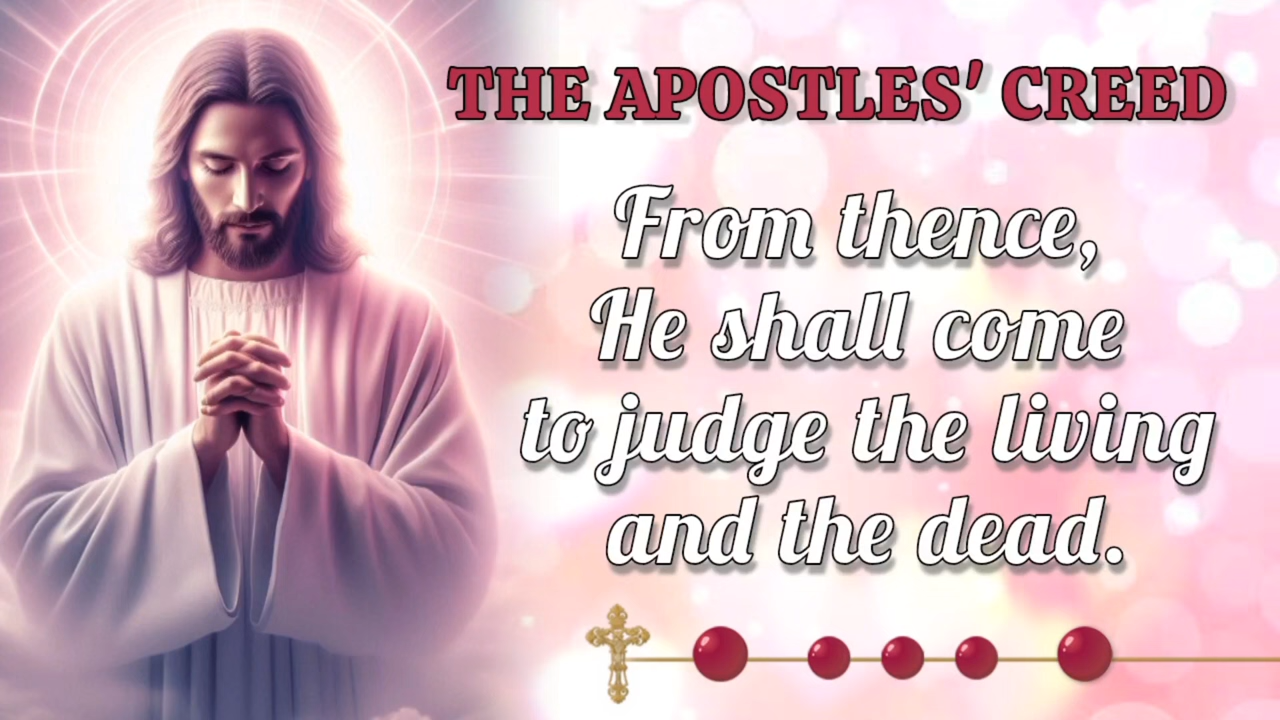 THE APOSTLES' CREED
From thence,
He shall come
to judge the living
and the dead.